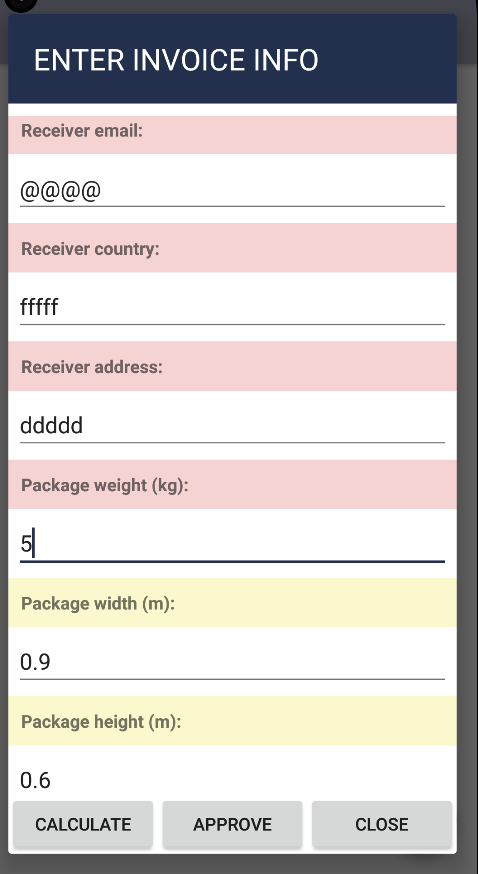 ENTER INVOICE INFO
Receiver email:
@@@@
Receiver country:
fffff
Receiver address:
ddddd
Package weight (kg):
5
Package width (m):
0.9
Package height (m):
0.6
CALCULATE APPROVE CLOSE